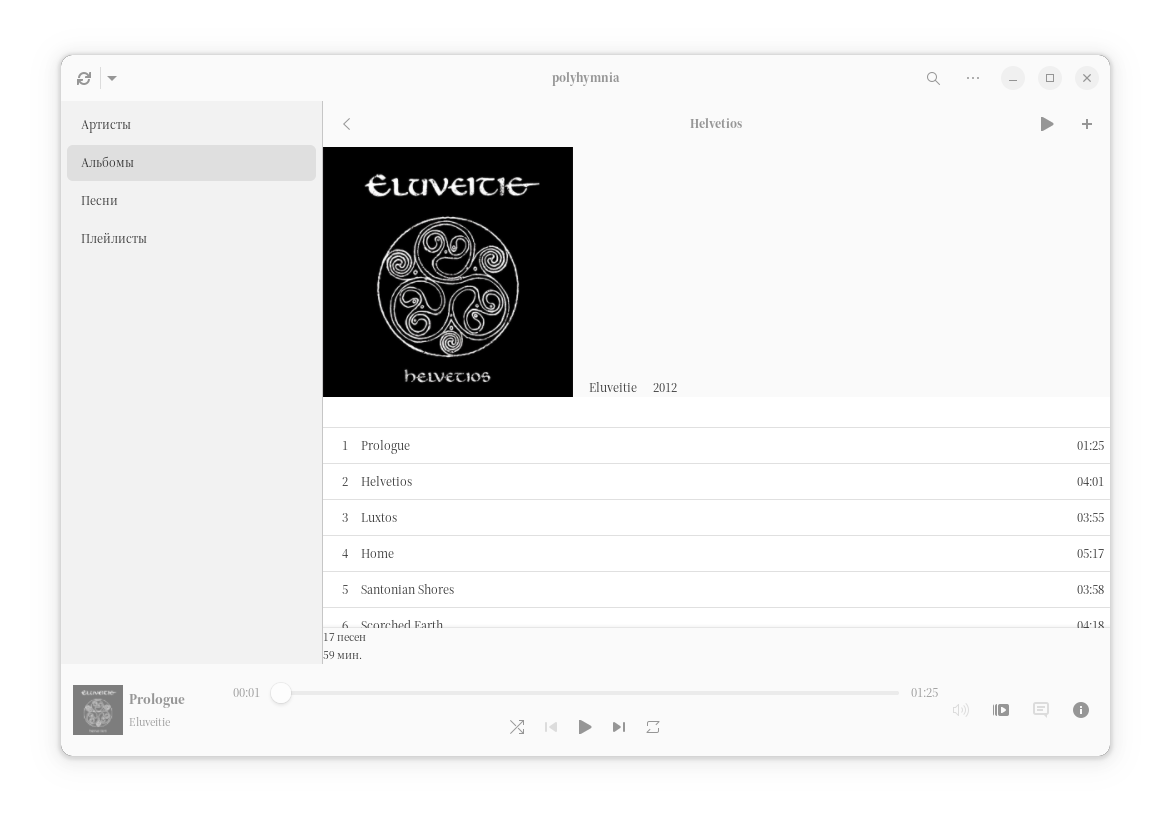 polyhymnia
Артисты
Альбомы
Песни
Плейлисты
Helvetios
ELUVEITIE
HELVETIOS
Eluveitie 2012
1 Prologue 01:25
2 Helvetios 04:01
3 Luxtos 03:55
4 Home 05:17
5 Santonian Shores 03:58
6 Scorched Earth 04:18
17 песен
59 мин.
Prologue
Eluveitie
00:01
01:25